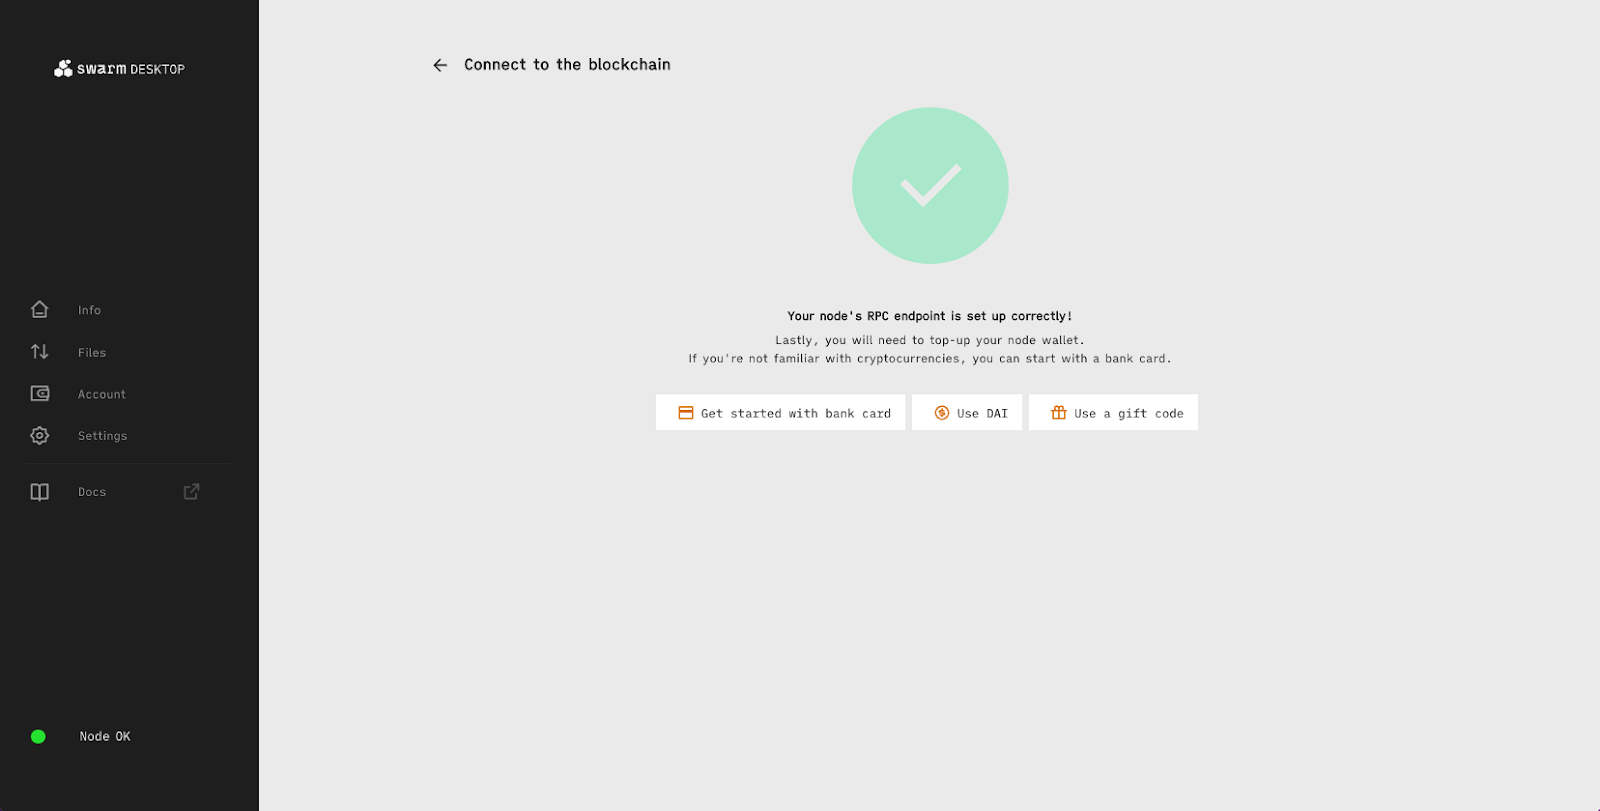 swarm DESKTOP
Info
Files
Account
Settings
Docs
Node OK
Connect to the blockchain
Your node's RPC endpoint is set up correctly!
Lastly, you will need to top-up your node wallet.
If you're not familiar with cryptocurrencies, you can start with a bank card.
Get started with bank card
Use DAI
Use a gift code